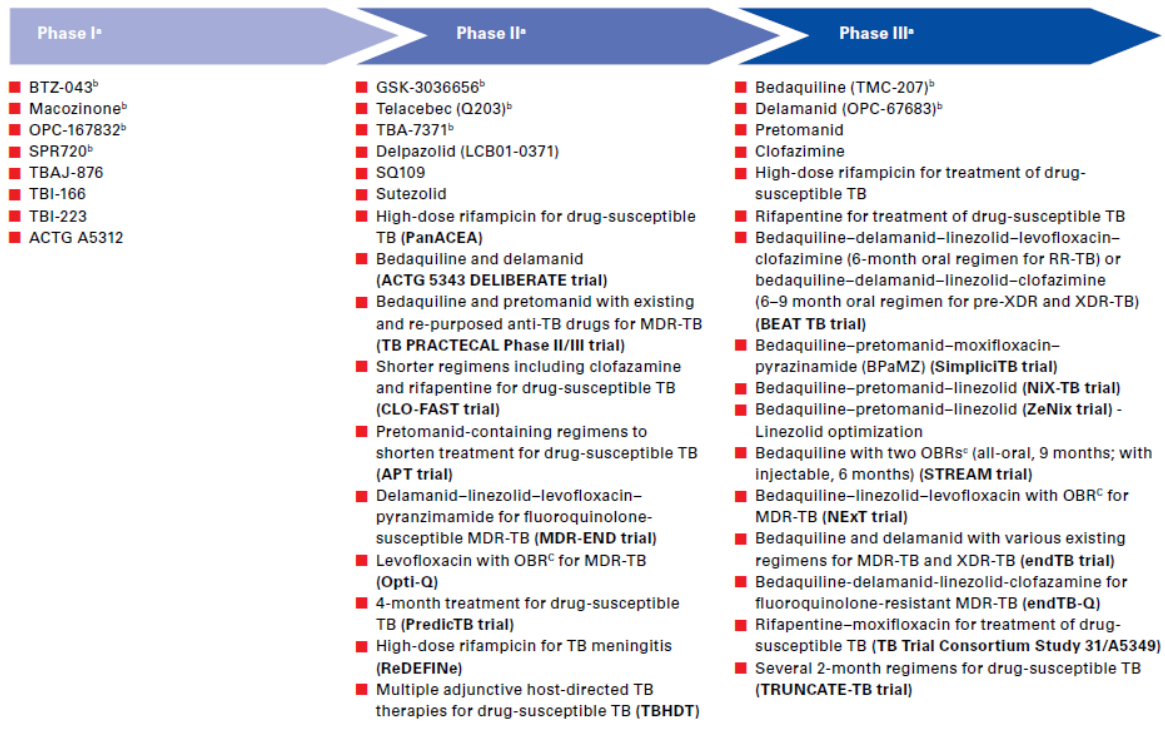 Phase Iᵃ
Phase IIᵃ
Phase IIIᵃ
BTZ-043ᵇ
Macozinoneᵇ
OPC-167832ᵇ
SPR720ᵇ
TBAJ-876
TBI-166
TBI-223
ACTG A5312
GSK-3036656ᵇ
Telacebec (Q203)ᵇ
TBA-7371ᵇ
Delpazolid (LCB01-0371)
SQ109
Sutezolid
High-dose rifampicin for drug-susceptible
TB (PanACEA)
Bedaquiline and delamanid
(ACTG 5343 DELIBERATE trial)
Bedaquiline and pretomanid with existing
and re-purposed anti-TB drugs for MDR-TB
(TB PRACTECAL Phase II/III trial)
Shorter regimens including clofazamine
and rifapentine for drug-susceptible TB
(CLO-FAST trial)
Pretomanid-containing regimens to
shorten treatment for drug-susceptible TB
(APT trial)
Delamanid–linezolid–levofloxacin–
pyranzimamide for fluoroquinolone-
susceptible MDR-TB (MDR-END trial)
Levofloxacin with OBRᶜ for MDR-TB
(Opti-Q)
4-month treatment for drug-susceptible
TB (PredicTB trial)
High-dose rifampicin for TB meningitis
(ReDEFINe)
Multiple adjunctive host-directed TB
therapies for drug-susceptible TB (TBHDT)
Bedaquiline (TMC-207)ᵇ
Delamanid (OPC-67683)ᵇ
Pretomanid
Clofazimine
High-dose rifampicin for treatment of drug-
susceptible TB
Rifapentine for treatment of drug-susceptible TB
Bedaquiline–delamanid–linezolid–levofloxacin–
clofazimine (6-month oral regimen for RR-TB) or
bedaquiline–delamanid–linezolid–clofazimine
(6–9 month oral regimen for pre-XDR and XDR-TB)
(BEAT TB trial)
Bedaquiline–pretomanid–moxifloxacin–
pyrazinamide (BPaMZ) (SimpliciTB trial)
Bedaquiline–pretomanid–linezolid (NiX-TB trial)
Bedaquiline–pretomanid–linezolid (ZeNix trial) -
Linezolid optimization
Bedaquiline with two OBRsᶜ (all-oral, 9 months; with
injectable, 6 months) (STREAM trial)
Bedaquiline–linezolid–levofloxacin with OBRᶜ for
MDR-TB (NExT trial)
Bedaquiline and delamanid with various existing
regimens for MDR-TB and XDR-TB (endTB trial)
Bedaquiline-delamanid-linezolid-clofazamine for
fluoroquinolone-resistant MDR-TB (endTB-Q)
Rifapentine–moxifloxacin for treatment of drug-
susceptible TB (TB Trial Consortium Study 31/A5349)
Several 2-month regimens for drug-susceptible TB
(TRUNCATE-TB trial)